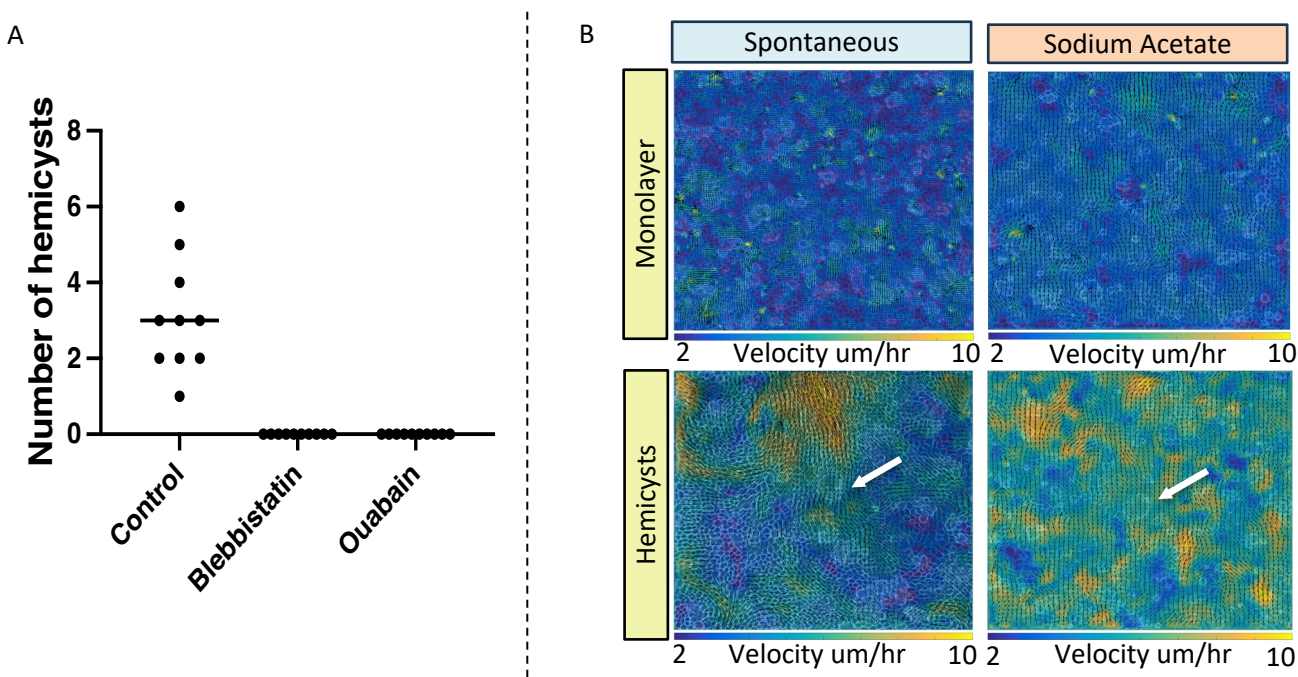 A
Number of hemicysts
8
6
4
2
0
Control
Blebbistatin
Ouabain
B
Spontaneous
Sodium Acetate
Monolayer
2 Velocity um/hr 10
2 Velocity um/hr 10
Hemicysts
2 Velocity um/hr 10
2 Velocity um/hr 10